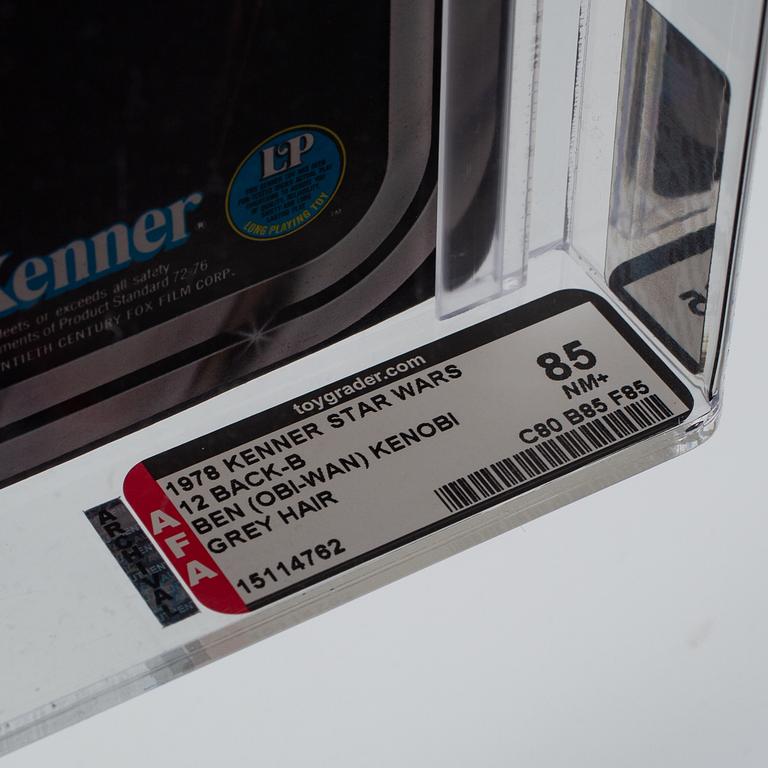 LP
LONG PLAYING TOY
TM
Kenner®
Meets or exceeds all safety
ments of Product Standard 72-76
NTIETH CENTURY FOX FILM CORP.
toygrader.com
1978 KENNER STAR WARS
12 BACK-B
BEN (OBI-WAN) KENOBI
GREY HAIR
15114762
85
NM+
C80 B85 F85
AFA
ARCHIVAL